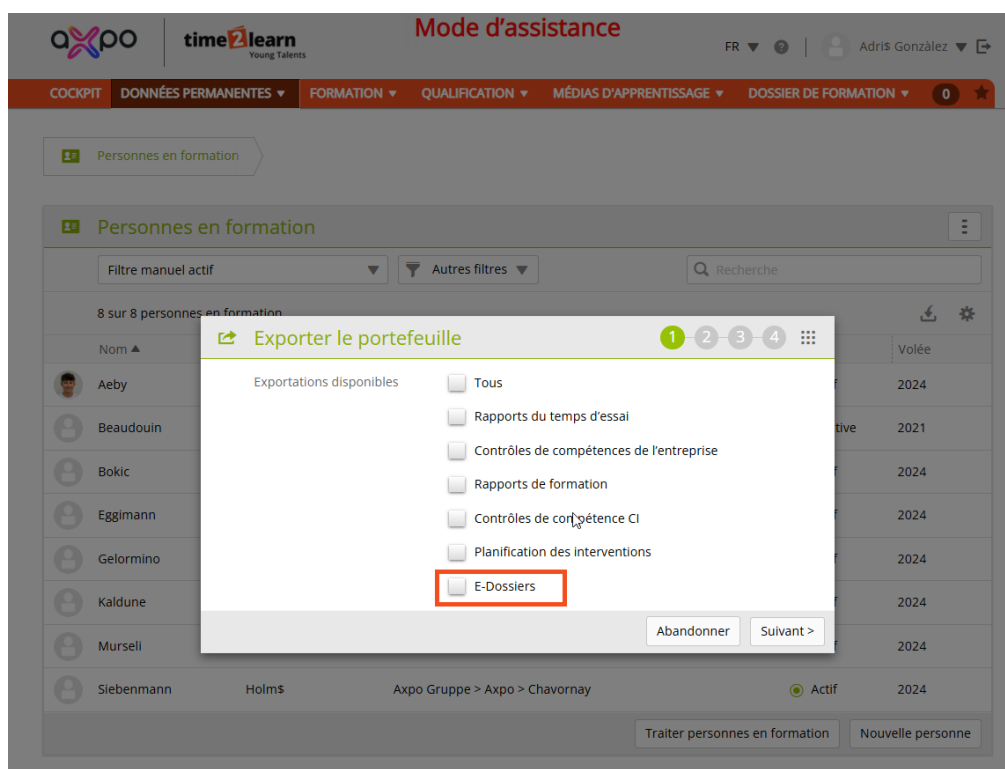 axpo
time2learn
Young Talents
Mode d'assistance
FR
Adri$ Gonzàlez
COCKPIT DONNÉES PERMANENTES FORMATION QUALIFICATION MÉDIAS D'APPRENTISSAGE DOSSIER DE FORMATION 0
Personnes en formation
Personnes en formation
Filtre manuel actif Autres filtres Recherche
8 sur 8 personnes en formation
Nom Volée
Exporter le portefeuille 1 2 3 4
Exportations disponibles Tous
Rapports du temps d'essai
Contrôles de compétences de l'entreprise
Rapports de formation
Contrôles de compétence CI
Planification des interventions
E-Dossiers
Abandonner Suivant >
Aeby 2024
Beaudouin tive 2021
Bokic 2024
Eggimann 2024
Gelormino 2024
Kaldune 2024
Murseli 2024
Siebenmann Holm$ Axpo Gruppe > Axpo > Chavornay Actif 2024
Traiter personnes en formation Nouvelle personne